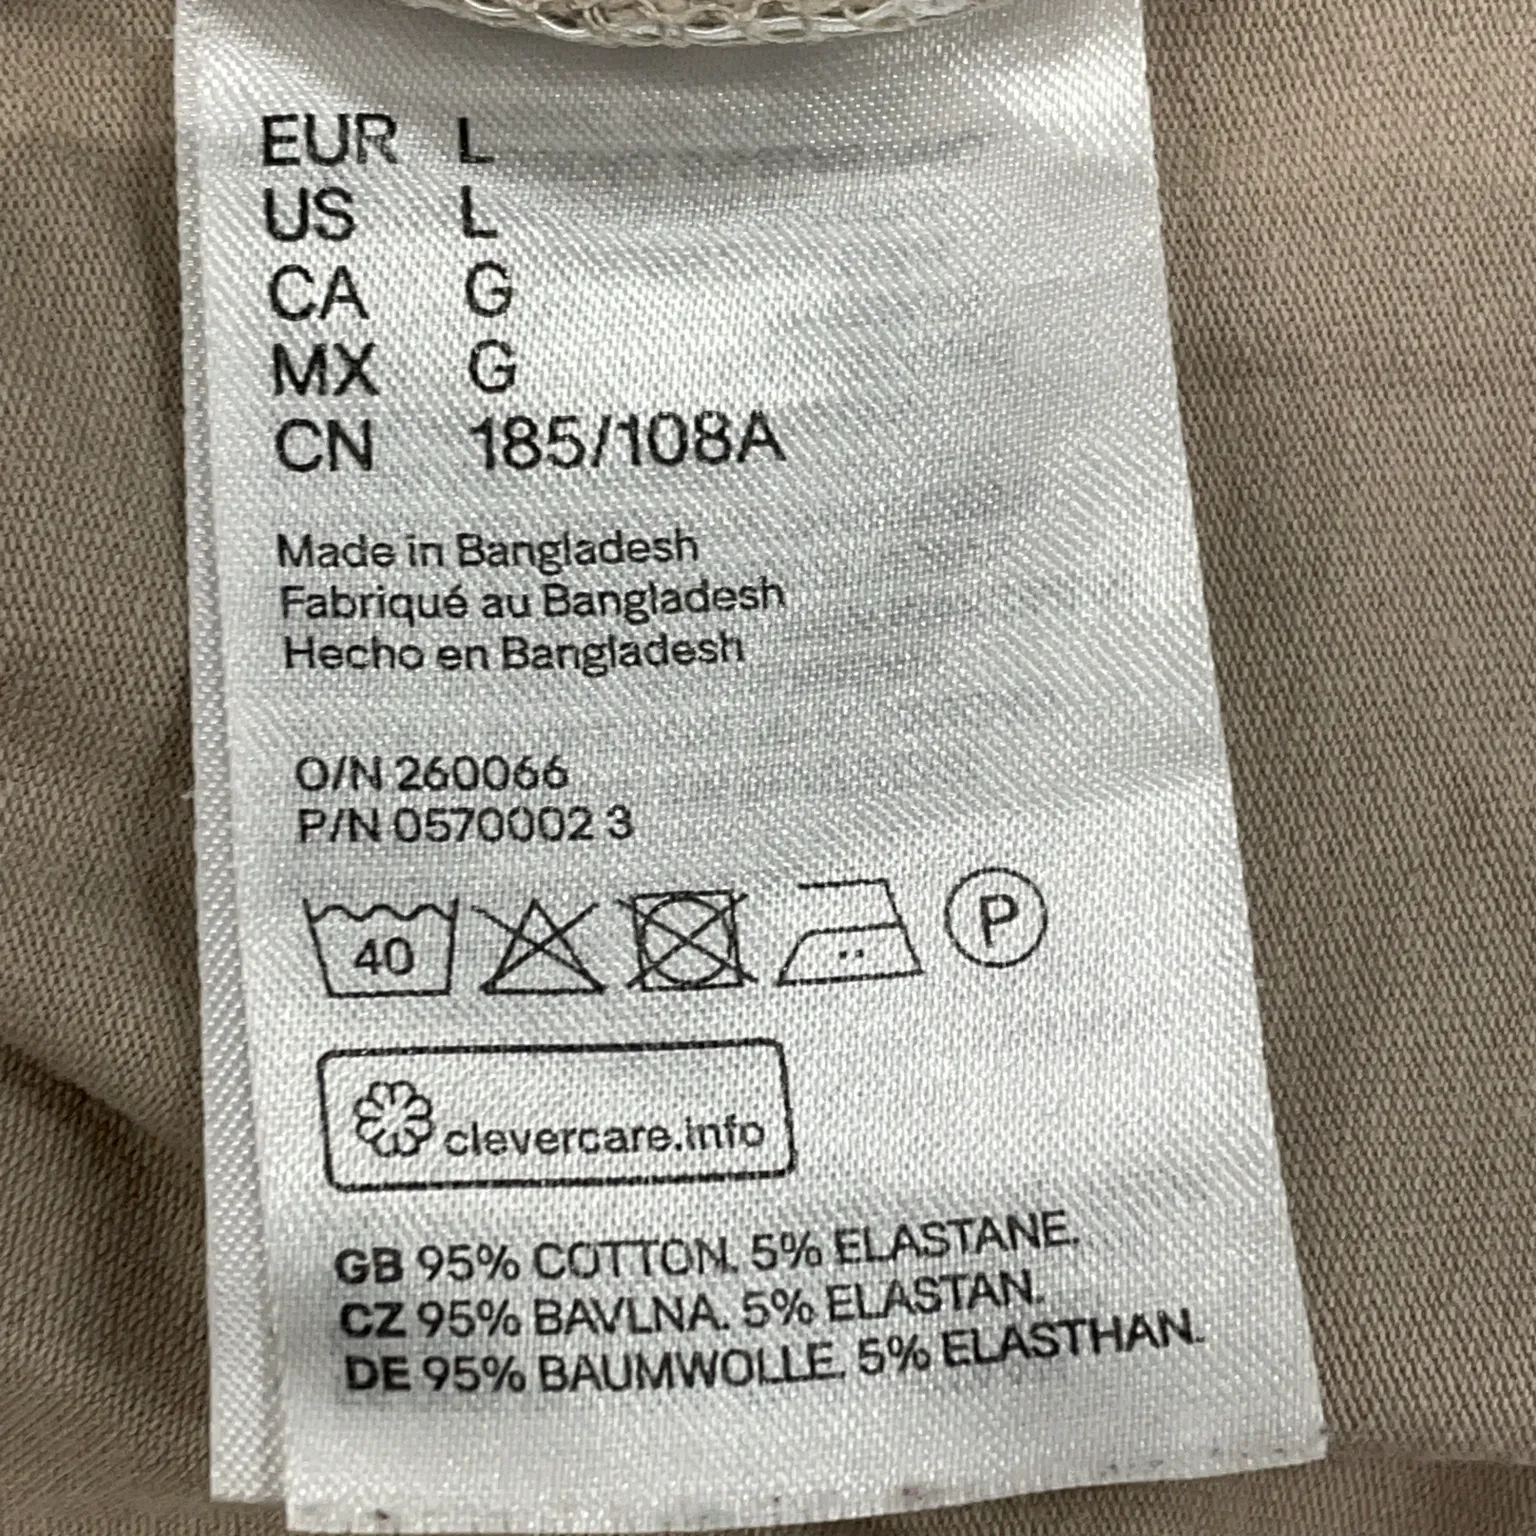 EUR L
US L
CA G
MX G
CN 185/108A
Made in Bangladesh
Fabriqué au Bangladesh
Hecho en Bangladesh
O/N 260066
P/N 0570002 3
40
P
clevercare.info
GB 95% COTTON. 5% ELASTANE.
CZ 95% BAVLNA. 5% ELASTAN.
DE 95% BAUMWOLLE. 5% ELASTHAN.